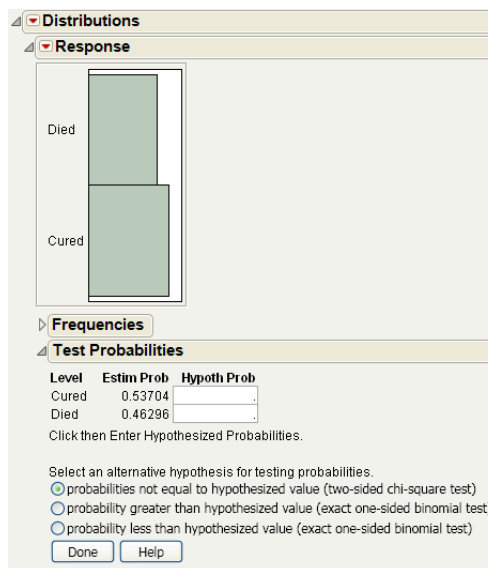 Distributions
Response
Died
Cured
Frequencies
Test Probabilities
Level Estim Prob Hypoth Prob
Cured 0.53704 .
Died 0.46296 .
Click then Enter Hypothesized Probabilities.
Select an alternative hypothesis for testing probabilities.
probabilities not equal to hypothesized value (two-sided chi-square test)
probability greater than hypothesized value (exact one-sided binomial test
probability less than hypothesized value (exact one-sided binomial test)
Done Help